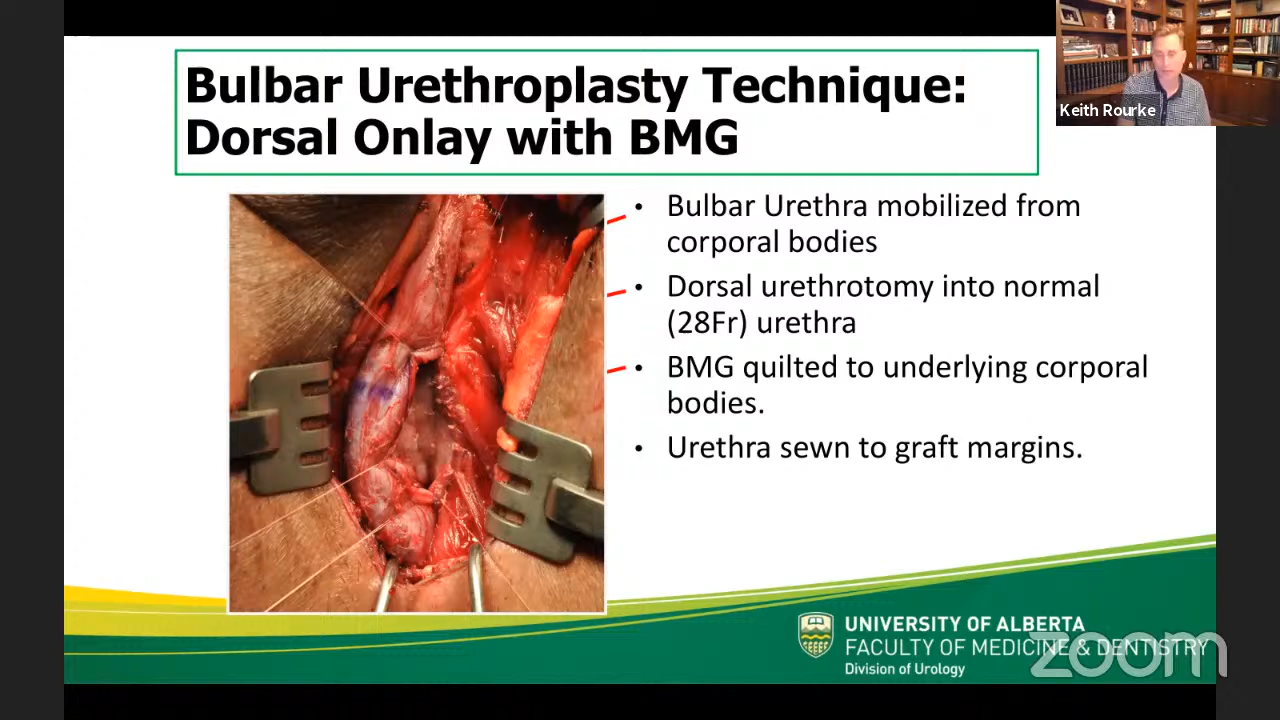 Bulbar Urethroplasty Technique:
Dorsal Onlay with BMG
Keith Rourke
• Bulbar Urethra mobilized from
corporal bodies
• Dorsal urethrotomy into normal
(28Fr) urethra
• BMG quilted to underlying corporal
bodies.
• Urethra sewn to graft margins.
UNIVERSITY OF ALBERTA
FACULTY OF MEDICINE & DENTISTRY
Division of Urology
zoom